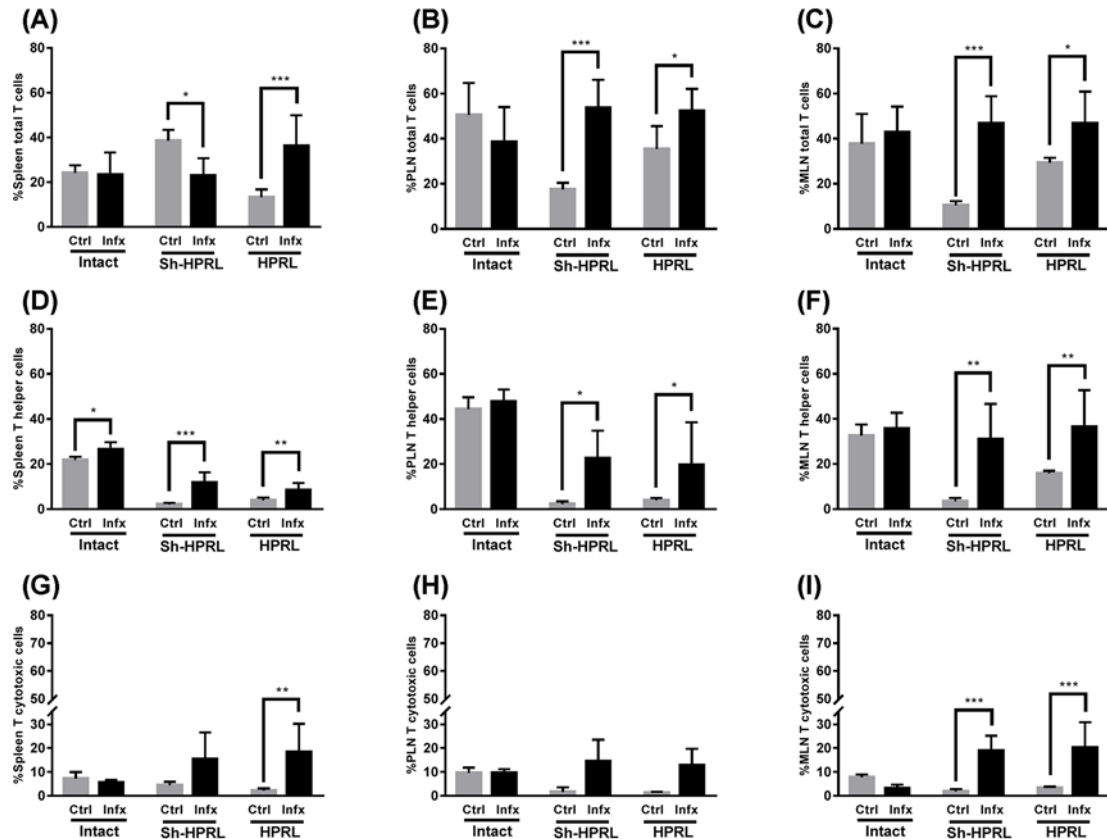 (A)
%Spleen total T cells
80
60
40
20
0
*
***
Ctrl Infx Ctrl Infx Ctrl Infx
Intact Sh-HPRL HPRL
(B)
%PLN total T cells
80
60
40
20
0
***
*
Ctrl Infx Ctrl Infx Ctrl Infx
Intact Sh-HPRL HPRL
(C)
%MLN total T cells
80
60
40
20
0
***
*
Ctrl Infx Ctrl Infx Ctrl Infx
Intact Sh-HPRL HPRL
(D)
%Spleen T helper cells
80
60
40
20
0
*
***
**
Ctrl Infx Ctrl Infx Ctrl Infx
Intact Sh-HPRL HPRL
(E)
%PLN T helper cells
80
60
40
20
0
*
*
Ctrl Infx Ctrl Infx Ctrl Infx
Intact Sh-HPRL HPRL
(F)
%MLN T helper cells
80
60
40
20
0
**
**
Ctrl Infx Ctrl Infx Ctrl Infx
Intact Sh-HPRL HPRL
(G)
%Spleen T cytotoxic cells
80
70
60
50
30
20
10
0
**
Ctrl Infx Ctrl Infx Ctrl Infx
Intact Sh-HPRL HPRL
(H)
%PLN T cytotoxic cells
80
70
60
50
30
20
10
0
Ctrl Infx Ctrl Infx Ctrl Infx
Intact Sh-HPRL HPRL
(I)
%MLN T cytotoxic cells
80
70
60
50
30
20
10
0
***
***
Ctrl Infx Ctrl Infx Ctrl Infx
Intact Sh-HPRL HPRL